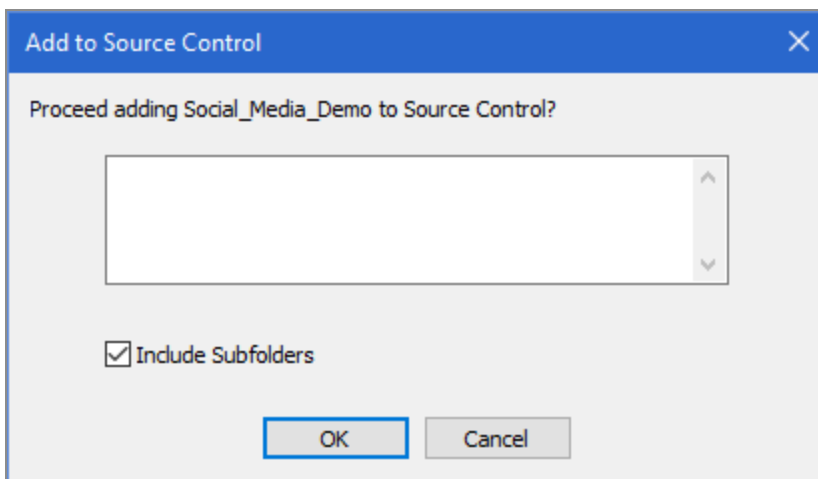 Add to Source Control
Proceed adding Social_Media_Demo to Source Control?
Include Subfolders
OK
Cancel